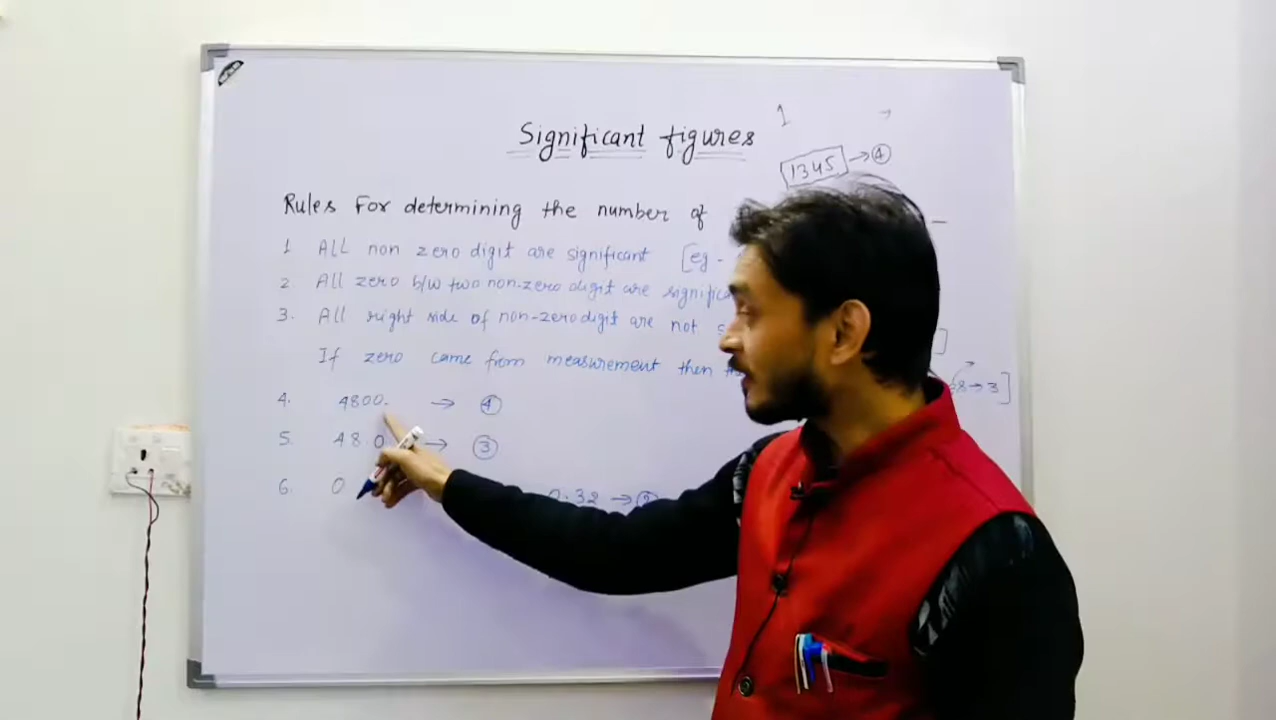 Significant figures
1345 → 4
Rules For determining the number of
1 All non zero digit are significant [eg -
2 All zero b/w two non-zero digit are
3. All right side of non-zero digit are not
If zero came from measurement then
4. 4800. → 4
5. 48.0 → 3
6. 0 0.32 →